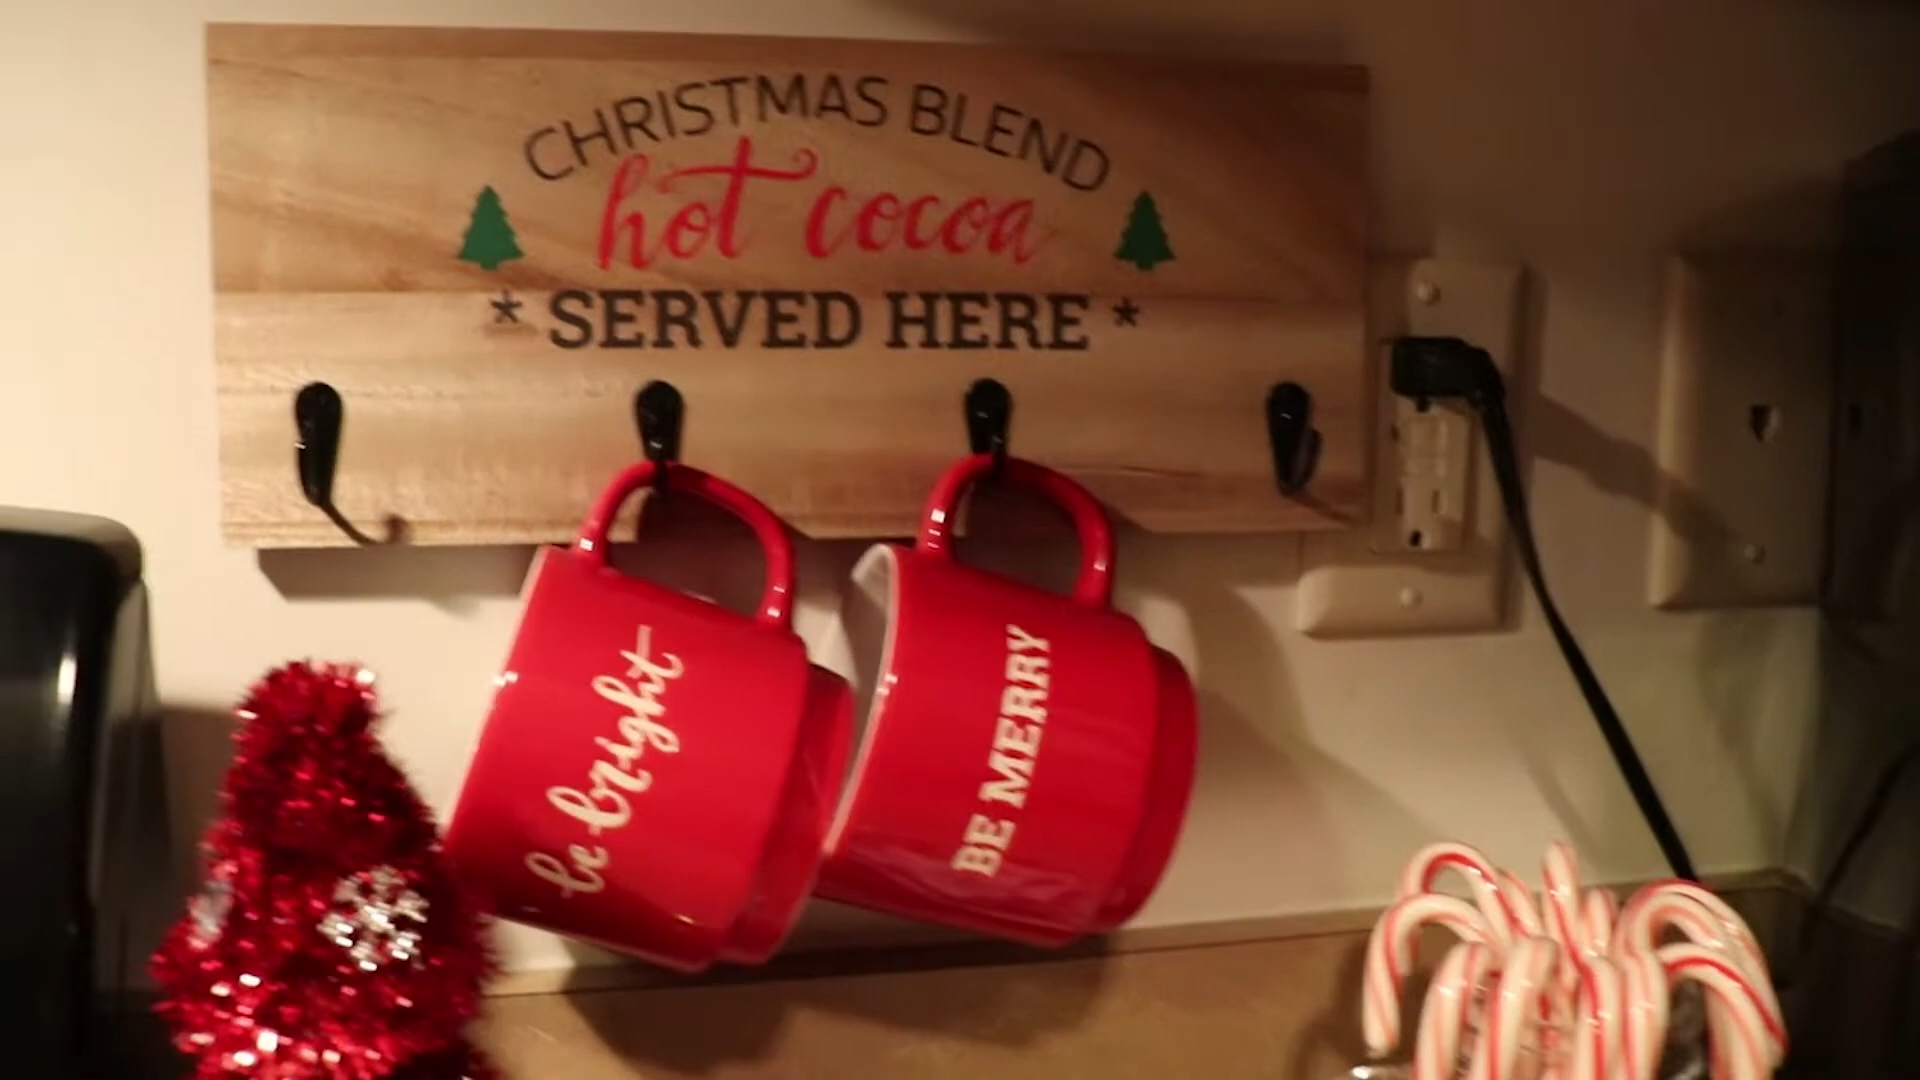 CHRISTMAS BLEND
hot cocoa
* SERVED HERE *
be bright
BE MERRY